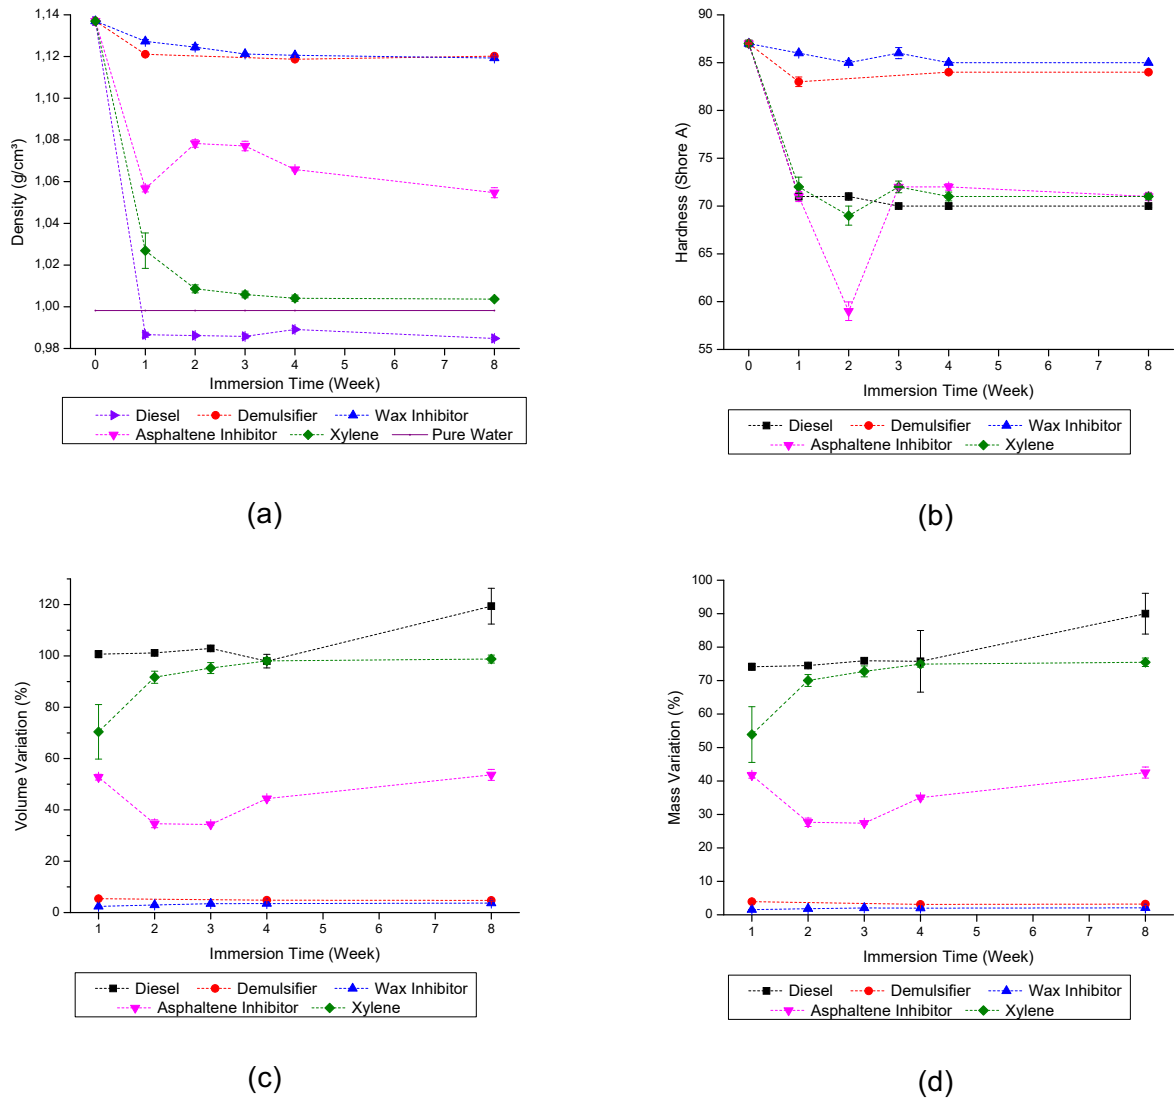 1,14
1,12
1,10
1,08
1,06
1,04
1,02
1,00
0,98
Density (g/cm³)
0 1 2 3 4 5 6 7 8
Immersion Time (Week)
Diesel Demulsifier Wax Inhibitor
Asphaltene Inhibitor Xylene Pure Water
(a)
90
85
80
75
70
65
60
55
Hardness (Shore A)
0 1 2 3 4 5 6 7 8
Immersion Time (Week)
Diesel Demulsifier Wax Inhibitor
Asphaltene Inhibitor Xylene
(b)
120
100
80
60
40
20
0
Volume Variation (%)
1 2 3 4 5 6 7 8
Immersion Time (Week)
Diesel Demulsifier Wax Inhibitor
Asphaltene Inhibitor Xylene
(c)
100
90
80
70
60
50
40
30
20
10
0
Mass Variation (%)
1 2 3 4 5 6 7 8
Immersion Time (Week)
Diesel Demulsifier Wax Inhibitor
Asphaltene Inhibitor Xylene
(d)